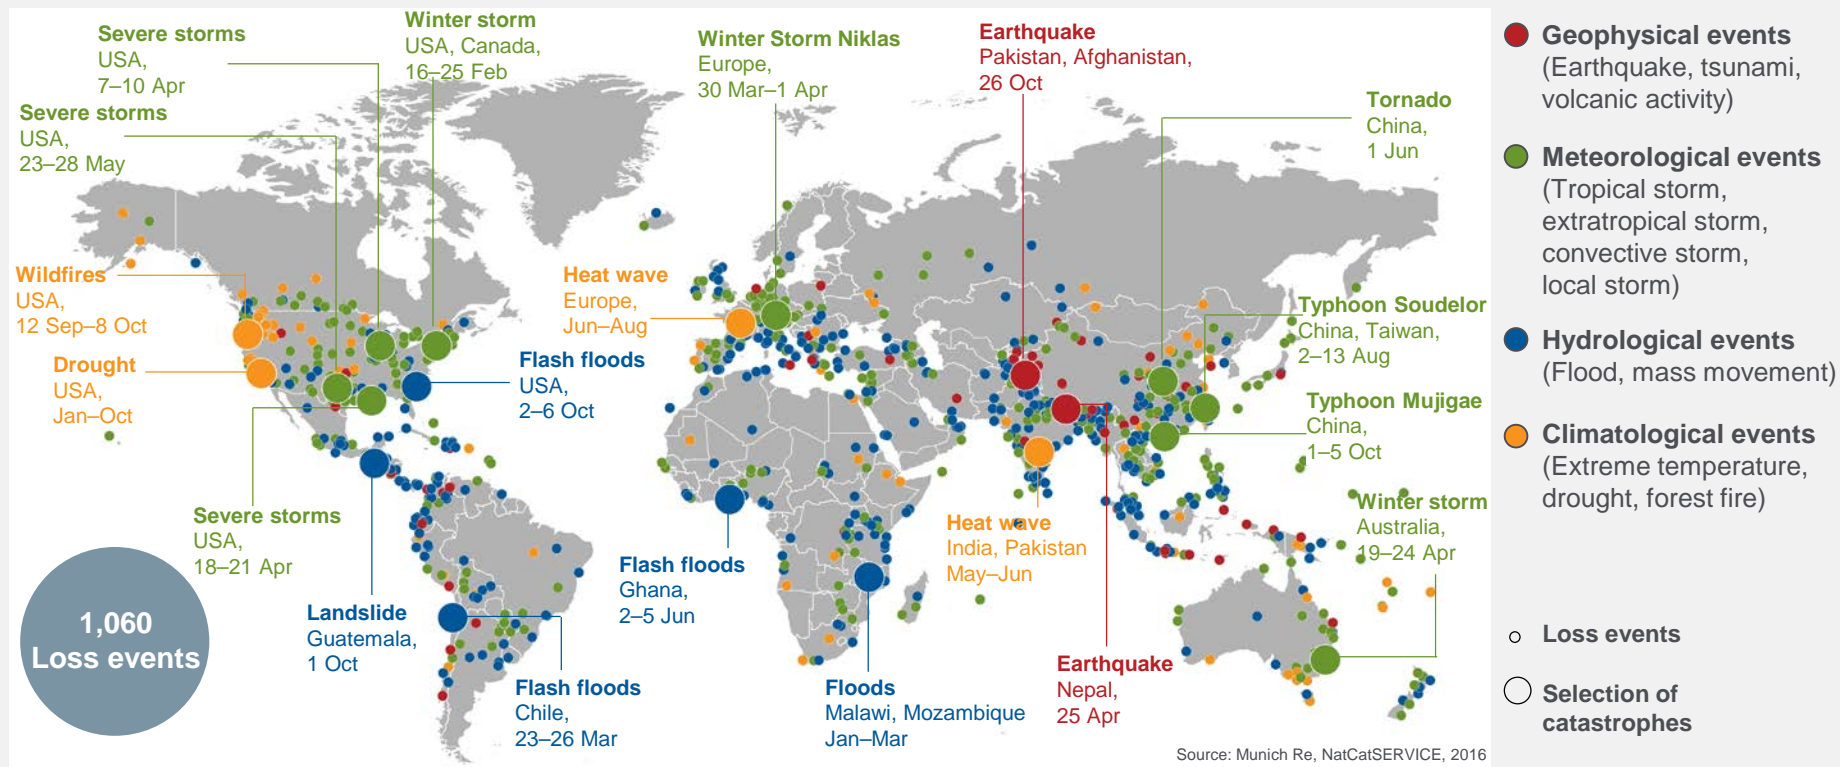 Severe storms
USA,
7–10 Apr
Winter storm
USA, Canada,
16–25 Feb
Winter Storm Niklas
Europe,
30 Mar–1 Apr
Earthquake
Pakistan, Afghanistan,
26 Oct
Tornado
China,
1 Jun
Severe storms
USA,
23–28 May
Wildfires
USA,
12 Sep–8 Oct
Heat wave
Europe,
Jun–Aug
Typhoon Soudelor
China, Taiwan,
2–13 Aug
Drought
USA,
Jan–Oct
Flash floods
USA,
2–6 Oct
Typhoon Mujigae
China,
1–5 Oct
Severe storms
USA,
18–21 Apr
Winter storm
Australia,
19–24 Apr
Heat wave
India, Pakistan
May–Jun
Flash floods
Ghana,
2–5 Jun
Landslide
Guatemala,
1 Oct
Flash floods
Chile,
23–26 Mar
Floods
Malawi, Mozambique
Jan–Mar
Earthquake
Nepal,
25 Apr
1,060
Loss events
Source: Munich Re, NatCatSERVICE, 2016
Geophysical events
(Earthquake, tsunami,
volcanic activity)
Meteorological events
(Tropical storm,
extratropical storm,
convective storm,
local storm)
Hydrological events
(Flood, mass movement)
Climatological events
(Extreme temperature,
drought, forest fire)
Loss events
Selection of
catastrophes